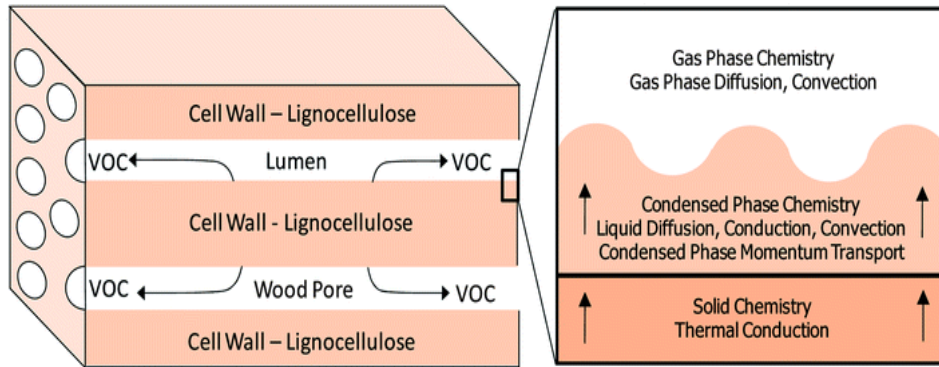 Cell Wall – Lignocellulose
VOC
Lumen
VOC
Cell Wall - Lignocellulose
VOC
Wood Pore
VOC
Cell Wall – Lignocellulose
Gas Phase Chemistry
Gas Phase Diffusion, Convection
Condensed Phase Chemistry
Liquid Diffusion, Conduction, Convection
Condensed Phase Momentum Transport
Solid Chemistry
Thermal Conduction